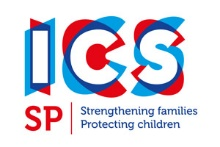 ICS
SP
Strengthening families
Protecting children